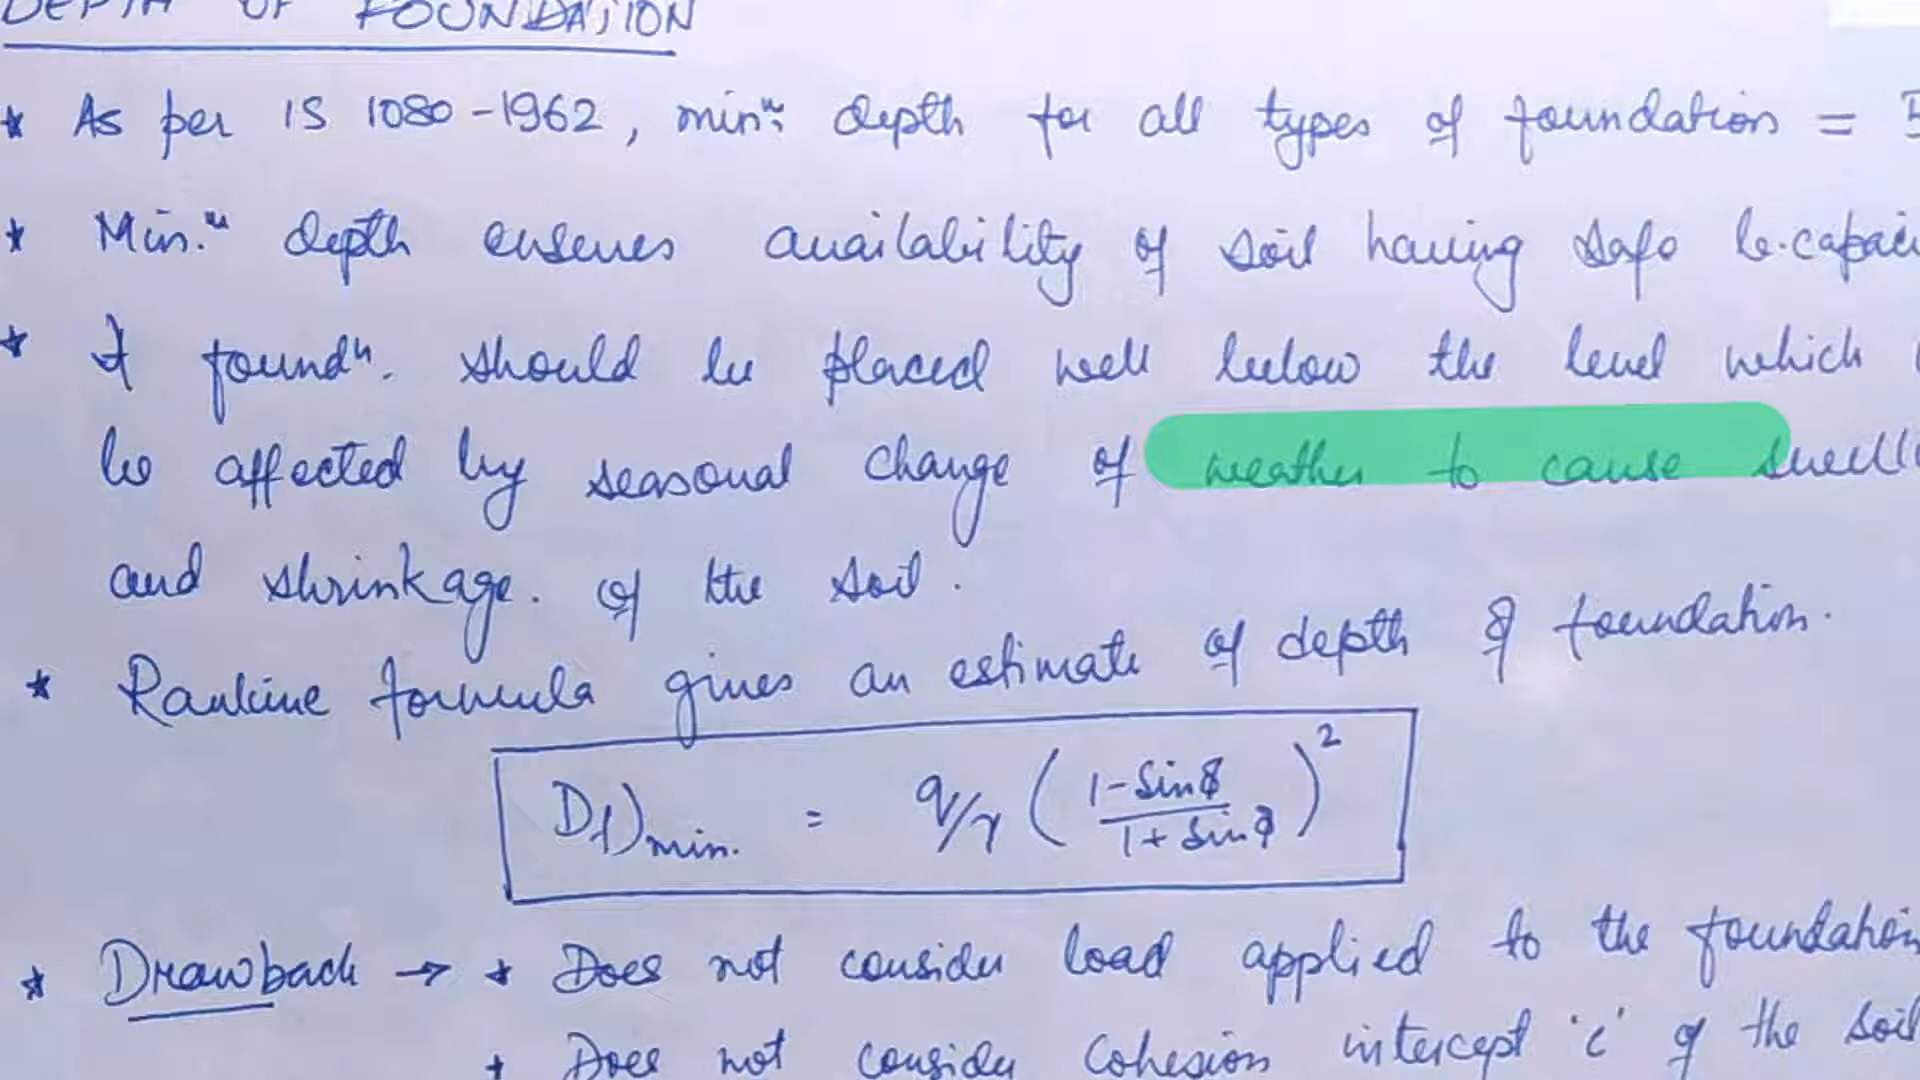 DEPTH OF FOUNDATION
* As per IS 1080-1962, minᵐ: depth for all types of foundation = 5
* Min.ᵐ depth ensures availability of soil having safe b.capaci
* If foundⁿ. should be placed well below the level which
be affected by seasonal change of weather to cause swell
and shrinkage. of the soil.
* Rankine formula gives an estimate of depth of foundation.
Df)min. = q/γ ( 1-Sinφ / 1+Sinφ )²
* Drawback → * Does not consider load applied to the foundation
* Does not consider cohesion intercept 'c' of the soil